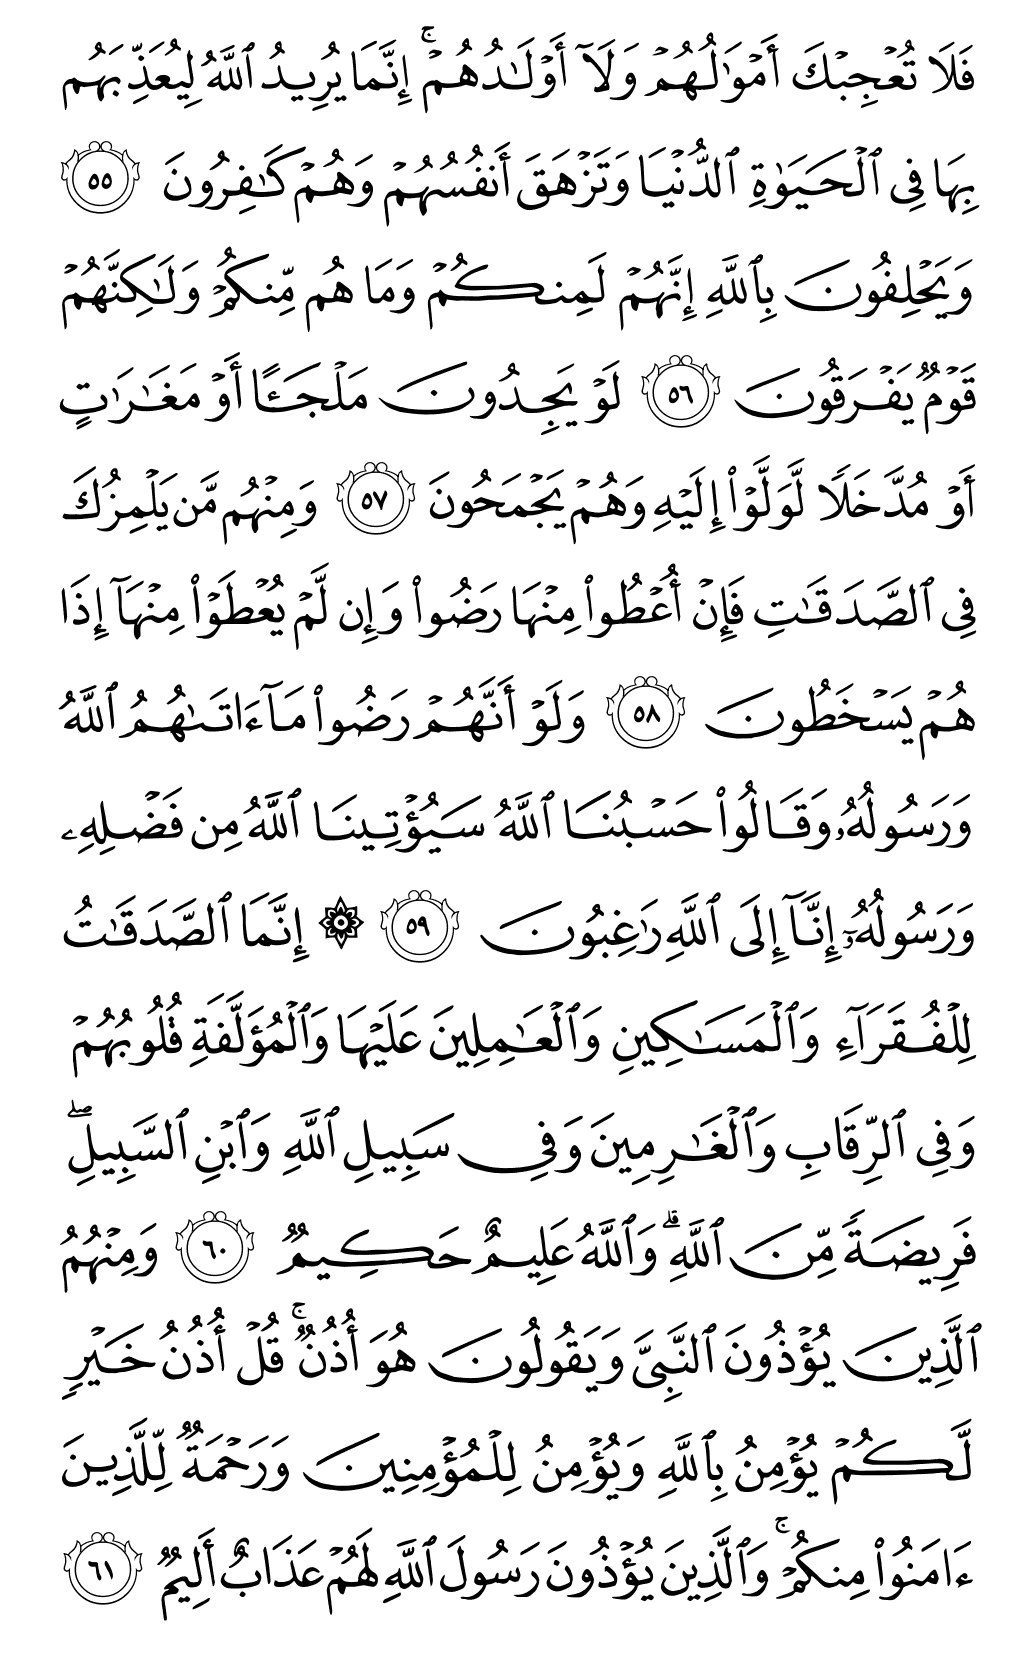 فَلَا تُعۡجِبۡكَ أَمۡوَٰلُهُمۡ وَلَآ أَوۡلَٰدُهُمۡۚ إِنَّمَا يُرِيدُ ٱللَّهُ لِيُعَذِّبَهُم
بِهَا فِى ٱلۡحَيَوٰةِ ٱلدُّنۡيَا وَتَزۡهَقَ أَنفُسُهُمۡ وَهُمۡ كَٰفِرُونَ ٥٥
وَيَحۡلِفُونَ بِٱللَّهِ إِنَّهُمۡ لَمِنكُمۡ وَمَا هُم مِّنكُمۡ وَلَٰكِنَّهُمۡ
قَوۡمٌ يَفۡرَقُونَ ٥٦ لَوۡ يَجِدُونَ مَلۡجَـًٔا أَوۡ مَغَٰرَٰتٍ
أَوۡ مُدَّخَلًا لَّوَلَّوۡاْ إِلَيۡهِ وَهُمۡ يَجۡمَحُونَ ٥٧ وَمِنۡهُم مَّن يَلۡمِزُكَ
فِى ٱلصَّدَقَٰتِ فَإِنۡ أُعۡطُواْ مِنۡهَا رَضُواْ وَإِن لَّمۡ يُعۡطَوۡاْ مِنۡهَآ إِذَا
هُمۡ يَسۡخَطُونَ ٥٨ وَلَوۡ أَنَّهُمۡ رَضُواْ مَآ ءَاتَىٰهُمُ ٱللَّهُ
وَرَسُولُهُۥ وَقَالُواْ حَسۡبُنَا ٱللَّهُ سَيُؤۡتِينَا ٱللَّهُ مِن فَضۡلِهِۦ
وَرَسُولُهُۥٓ إِنَّآ إِلَى ٱللَّهِ رَٰغِبُونَ ٥٩ ۞ إِنَّمَا ٱلصَّدَقَٰتُ
لِلۡفُقَرَآءِ وَٱلۡمَسَٰكِينِ وَٱلۡعَٰمِلِينَ عَلَيۡهَا وَٱلۡمُؤَلَّفَةِ قُلُوبُهُمۡ
وَفِى ٱلرِّقَابِ وَٱلۡغَٰرِمِينَ وَفِى سَبِيلِ ٱللَّهِ وَٱبۡنِ ٱلسَّبِيلِۖ
فَرِيضَةً مِّنَ ٱللَّهِۗ وَٱللَّهُ عَلِيمٌ حَكِيمٌ ٦٠ وَمِنۡهُمُ
ٱلَّذِينَ يُؤۡذُونَ ٱلنَّبِىَّ وَيَقُولُونَ هُوَ أُذُنٌۚ قُلۡ أُذُنُ خَيۡرٍ
لَّكُمۡ يُؤۡمِنُ بِٱللَّهِ وَيُؤۡمِنُ لِلۡمُؤۡمِنِينَ وَرَحۡمَةٌ لِّلَّذِينَ
ءَامَنُواْ مِنكُمۡۚ وَٱلَّذِينَ يُؤۡذُونَ رَسُولَ ٱللَّهِ لَهُمۡ عَذَابٌ أَلِيمٌ ٦١